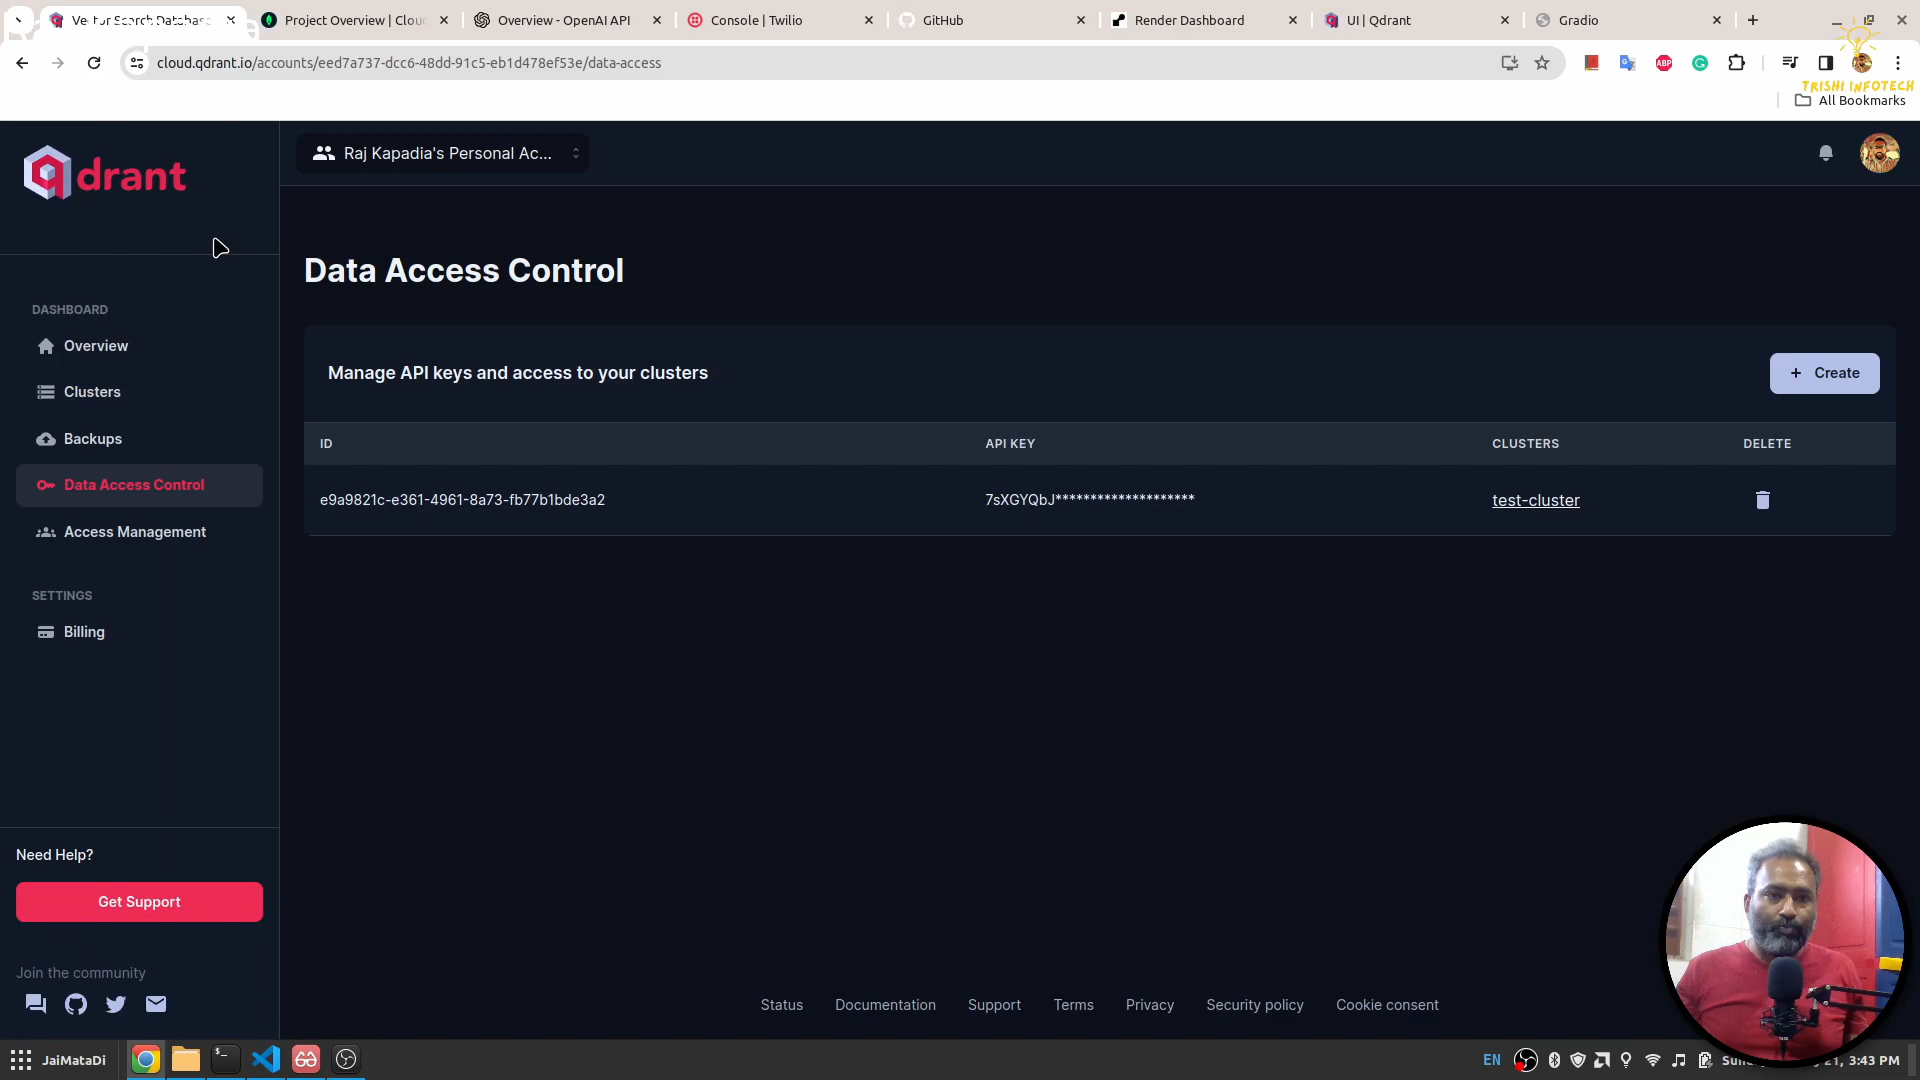 Project Overview | Clou
Overview - OpenAI API
Console | Twilio
GitHub
Render Dashboard
UI | Qdrant
Gradio
cloud.qdrant.io/accounts/eed7a737-dcc6-48dd-91c5-eb1d478ef53e/data-access
ABP
TRISHI INFOTECH
All Bookmarks
qdrant
Raj Kapadia's Personal Ac...
Data Access Control
DASHBOARD
Overview
Clusters
Backups
Data Access Control
Access Management
SETTINGS
Billing
Manage API keys and access to your clusters
+ Create
ID API KEY CLUSTERS DELETE
e9a9821c-e361-4961-8a73-fb77b1bde3a2 7sXGYQbJ******************** test-cluster
Need Help?
Get Support
Join the community
Status Documentation Support Terms Privacy Security policy Cookie consent
JaiMataDi
EN
21, 3:43 PM